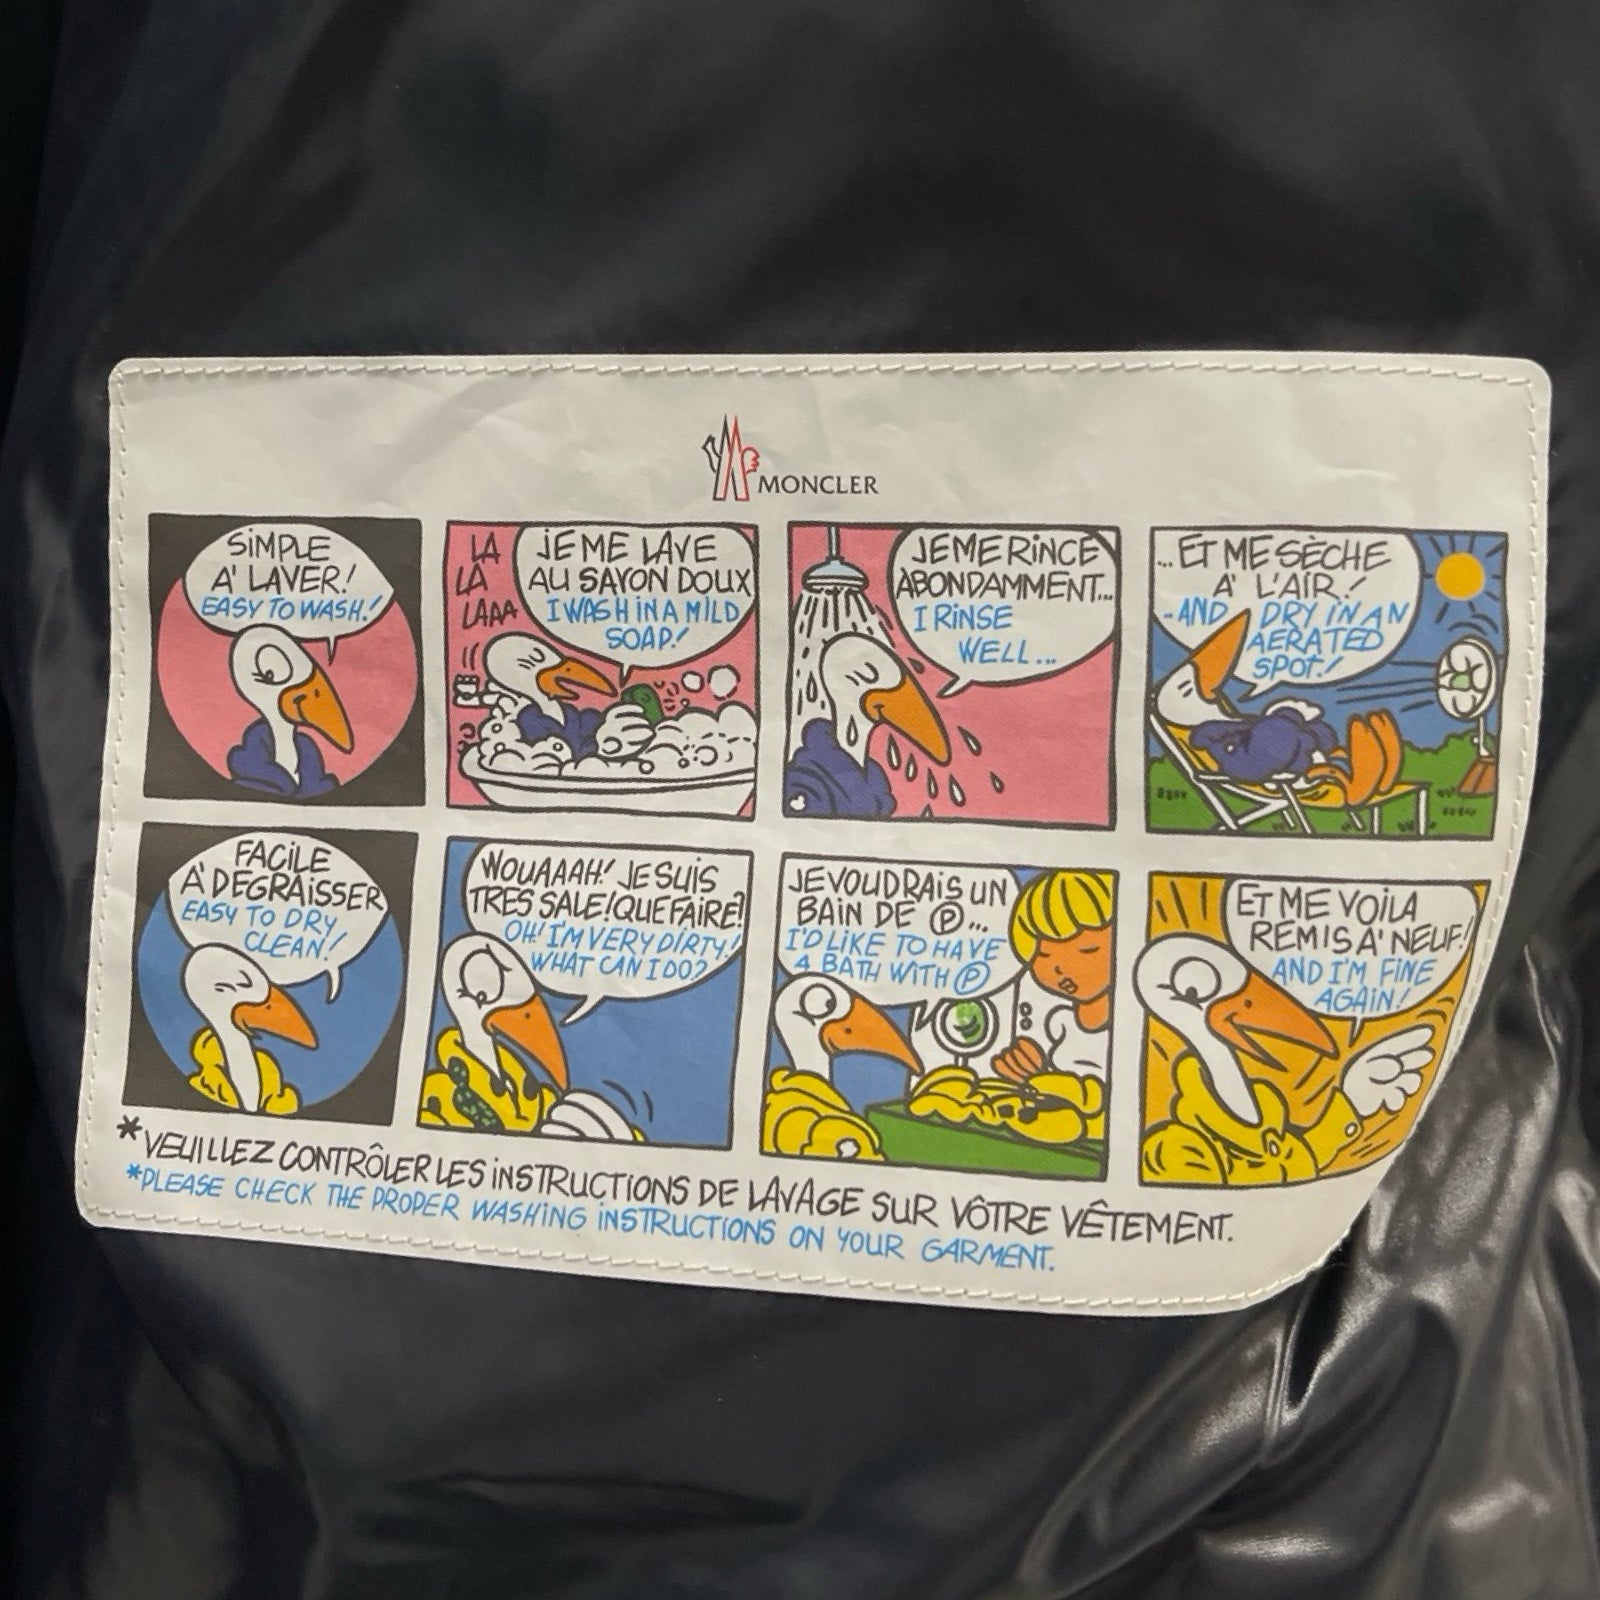 MONCLER
SIMPLE
A' LAVER!
EASY TO WASH!
LA
LA
LAAA
JE ME LAVE
AU SAVON DOUX
I WASH IN A MILD
SOAP!
JE ME RINCE
ABONDAMMENT...
I RINSE
WELL...
...ET ME SÈCHE
A' L'AIR!
-AND DRY IN AN
AERATED
SPOT!
FACILE
A' DEGRAISSER
EASY TO DRY
CLEAN!
WOUAAAH! JE SUIS
TRES SALE! QUE FAIRE?
OH! I'M VERY DIRTY!
WHAT CAN I DO?
JE VOUDRAIS UN
BAIN DE Ⓟ...
I'D LIKE TO HAVE
A BATH WITH Ⓟ
ET ME VOILA
REMIS A' NEUF!
AND I'M FINE
AGAIN!
*VEUILLEZ CONTRÔLER LES INSTRUCTIONS DE LAVAGE SUR VÔTRE VÊTEMENT.
*PLEASE CHECK THE PROPER WASHING INSTRUCTIONS ON YOUR GARMENT.